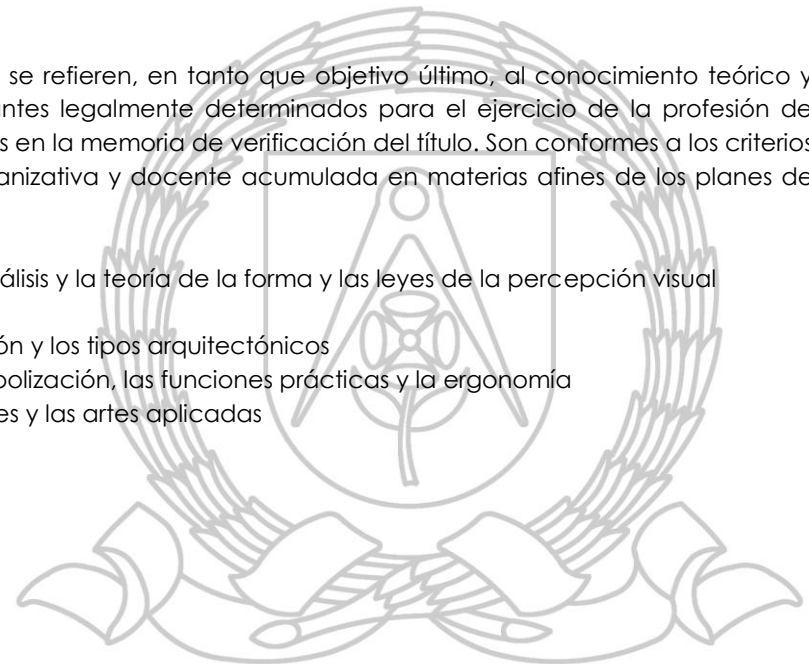 se refieren, en tanto que objetivo último, al conocimiento teórico y
antes legalmente determinados para el ejercicio de la profesión de
s en la memoria de verificación del título. Son conformes a los criterios
anizativa y docente acumulada en materias afines de los planes de
álisis y la teoría de la forma y las leyes de la percepción visual
ón y los tipos arquitectónicos
bolización, las funciones prácticas y la ergonomía
es y las artes aplicadas